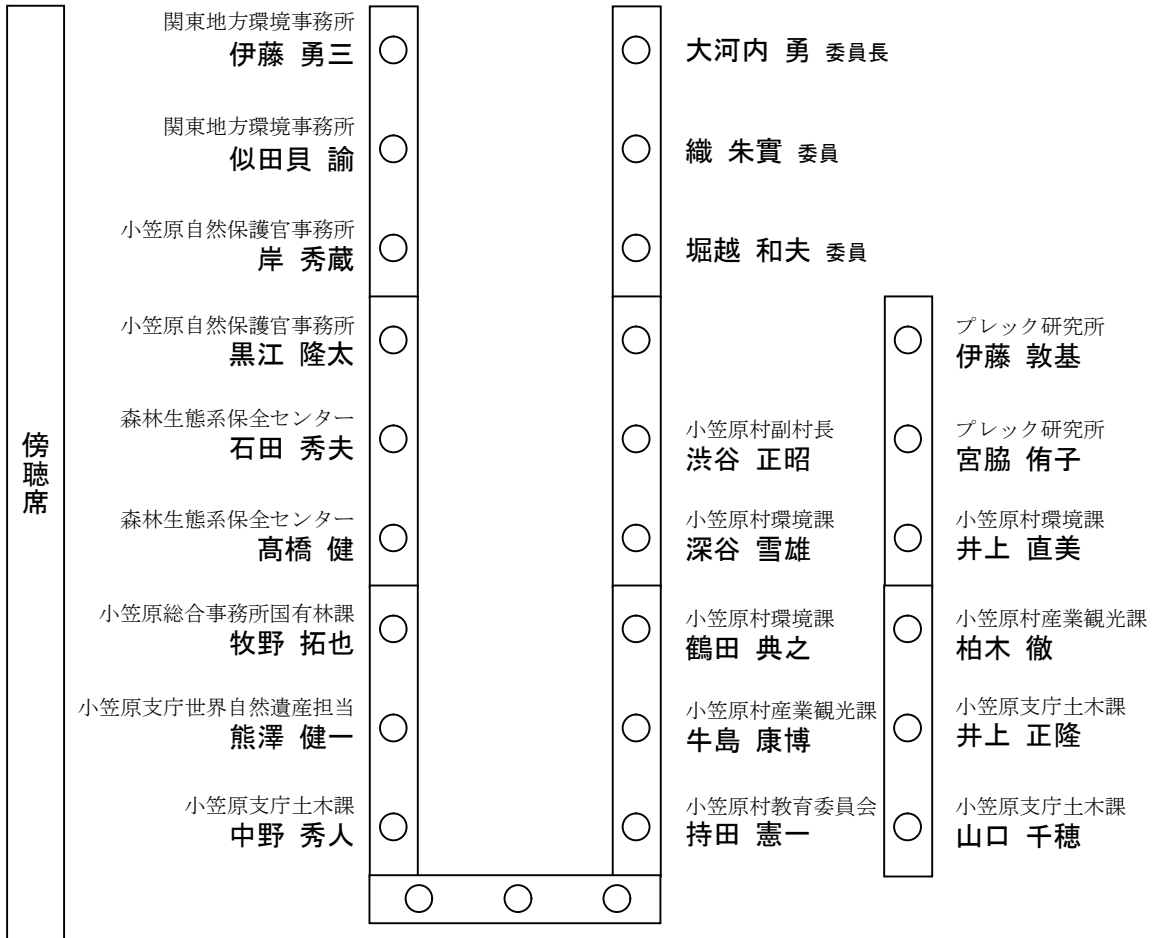 傍聴席
関東地方環境事務所
伊藤 勇三
関東地方環境事務所
似田貝 諭
小笠原自然保護官事務所
岸 秀蔵
小笠原自然保護官事務所
黒江 隆太
森林生態系保全センター
石田 秀夫
森林生態系保全センター
髙橋 健
小笠原総合事務所国有林課
牧野 拓也
小笠原支庁世界自然遺産担当
熊澤 健一
小笠原支庁土木課
中野 秀人
大河内 勇 委員長
織 朱實 委員
堀越 和夫 委員
小笠原村副村長
渋谷 正昭
小笠原村環境課
深谷 雪雄
小笠原村環境課
鶴田 典之
小笠原村産業観光課
牛島 康博
小笠原村教育委員会
持田 憲一
プレック研究所
伊藤 敦基
プレック研究所
宮脇 侑子
小笠原村環境課
井上 直美
小笠原村産業観光課
柏木 徹
小笠原支庁土木課
井上 正隆
小笠原支庁土木課
山口 千穂